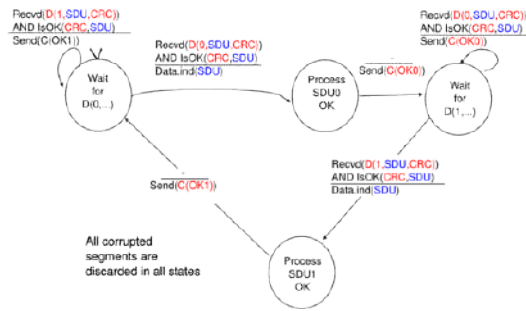 Recvd(D(1,SDU,CRC))
AND IsOK(CRC,SDU)
Send(C(OK1))
Wait
for
D(0,...)
Recvd(D(0,SDU,CRC))
AND IsOK(CRC,SDU)
Data.ind(SDU)
Process
SDU0
OK
Send(C(OK0))
Recvd(D(0,SDU,CRC))
AND IsOK(CRC,SDU)
Send(C(OK0))
Wait
for
D(1,...)
Recvd(D(1,SDU,CRC))
AND IsOK(CRC,SDU)
Data.ind(SDU)
Send(C(OK1))
All corrupted
segments are
discarded in all states
Process
SDU1
OK